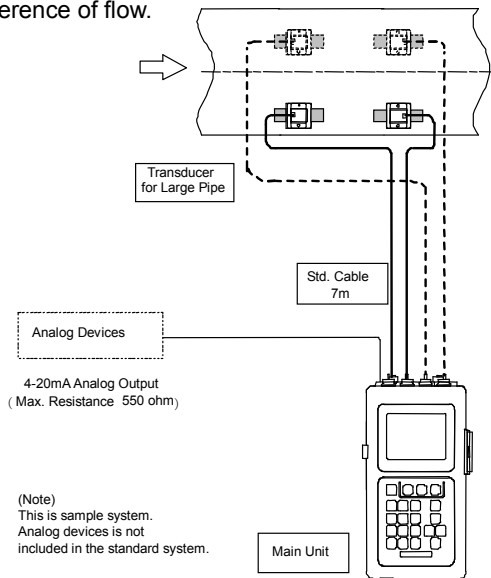 erence of flow.
Transducer
for Large Pipe
Std. Cable
7m
Analog Devices
4-20mA Analog Output
( Max. Resistance 550 ohm)
(Note)
This is sample system.
Analog devices is not
included in the standard system.
Main Unit